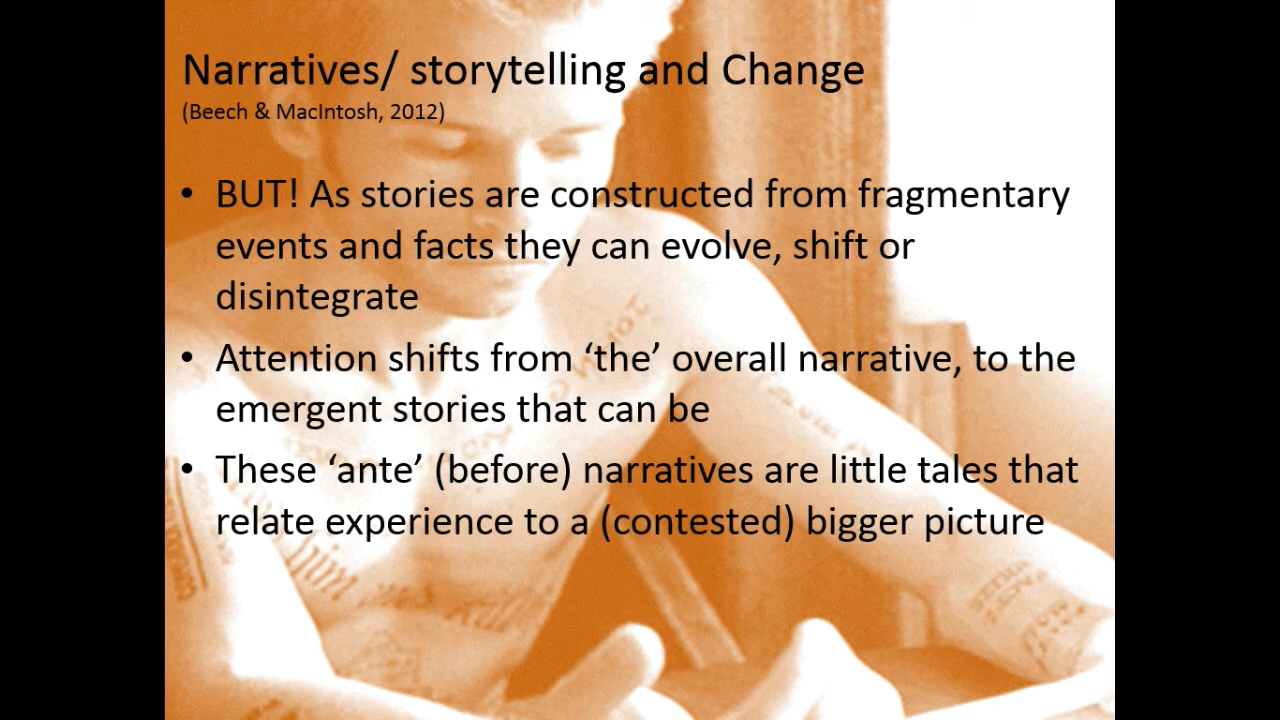 Narratives/ storytelling and Change
(Beech & MacIntosh, 2012)
• BUT! As stories are constructed from fragmentary
events and facts they can evolve, shift or
disintegrate
• Attention shifts from ‘the’ overall narrative, to the
emergent stories that can be
• These ‘ante’ (before) narratives are little tales that
relate experience to a (contested) bigger picture